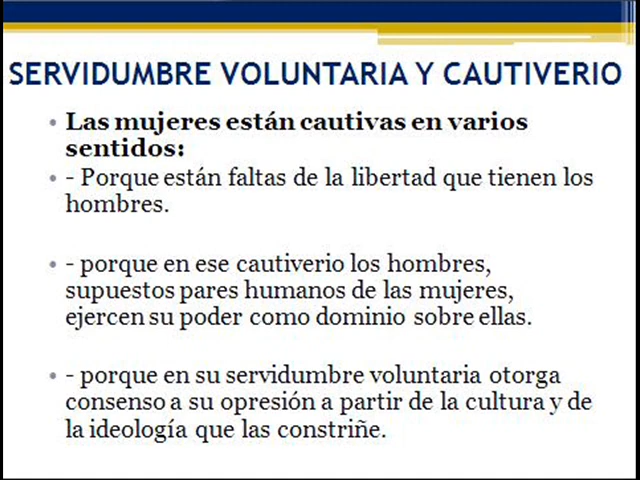 SERVIDUMBRE VOLUNTARIA Y CAUTIVERIO
• Las mujeres están cautivas en varios
sentidos:
• - Porque están faltas de la libertad que tienen los
hombres.
• - porque en ese cautiverio los hombres,
supuestos pares humanos de las mujeres,
ejercen su poder como dominio sobre ellas.
• - porque en su servidumbre voluntaria otorga
consenso a su opresión a partir de la cultura y de
la ideología que las constriñe.